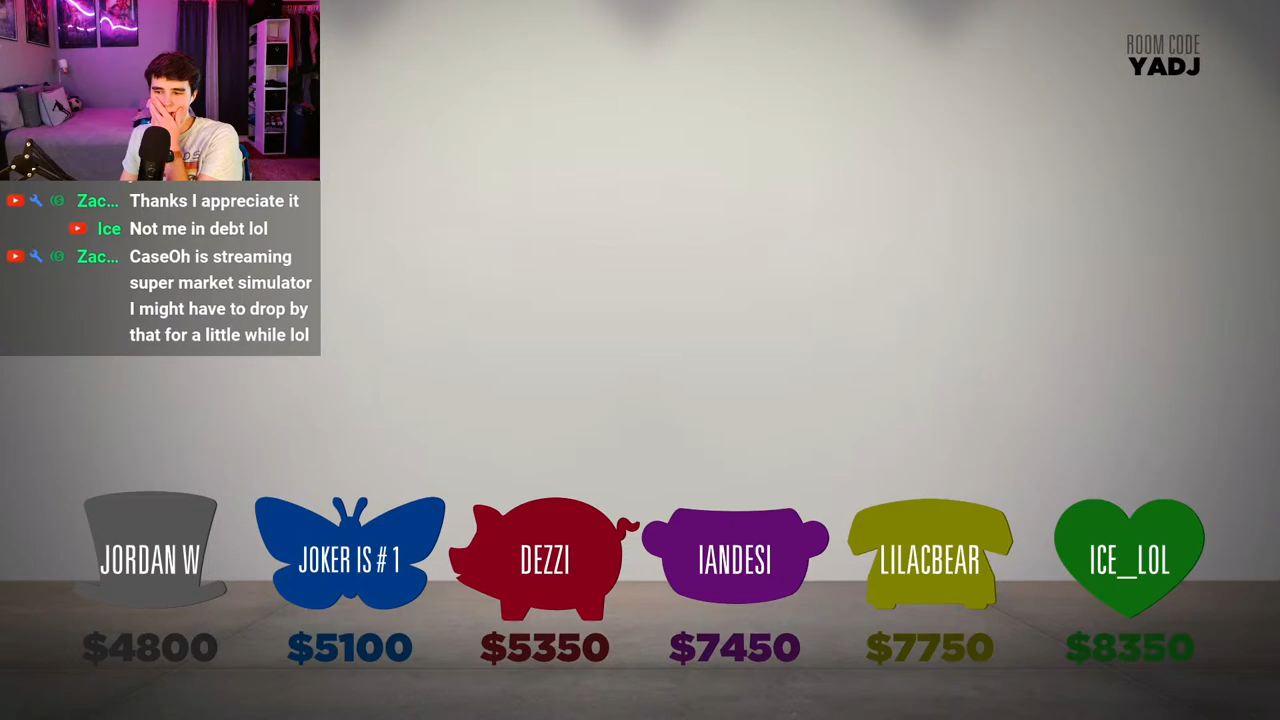 ROOM CODE
YADJ
Zac... Thanks I appreciate it
Ice Not me in debt lol
Zac... CaseOh is streaming
super market simulator
I might have to drop by
that for a little while lol
JORDAN W
JOKER IS # 1
DEZZI
IANDESI
LILACBEAR
ICE_LOL
$4800
$5100
$5350
$7450
$7750
$8350